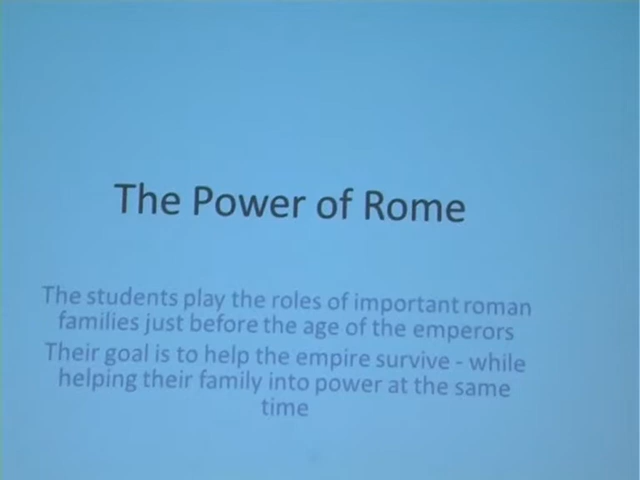 The Power of Rome
The students play the roles of important roman
families just before the age of the emperors
Their goal is to help the empire survive - while
helping their family into power at the same
time